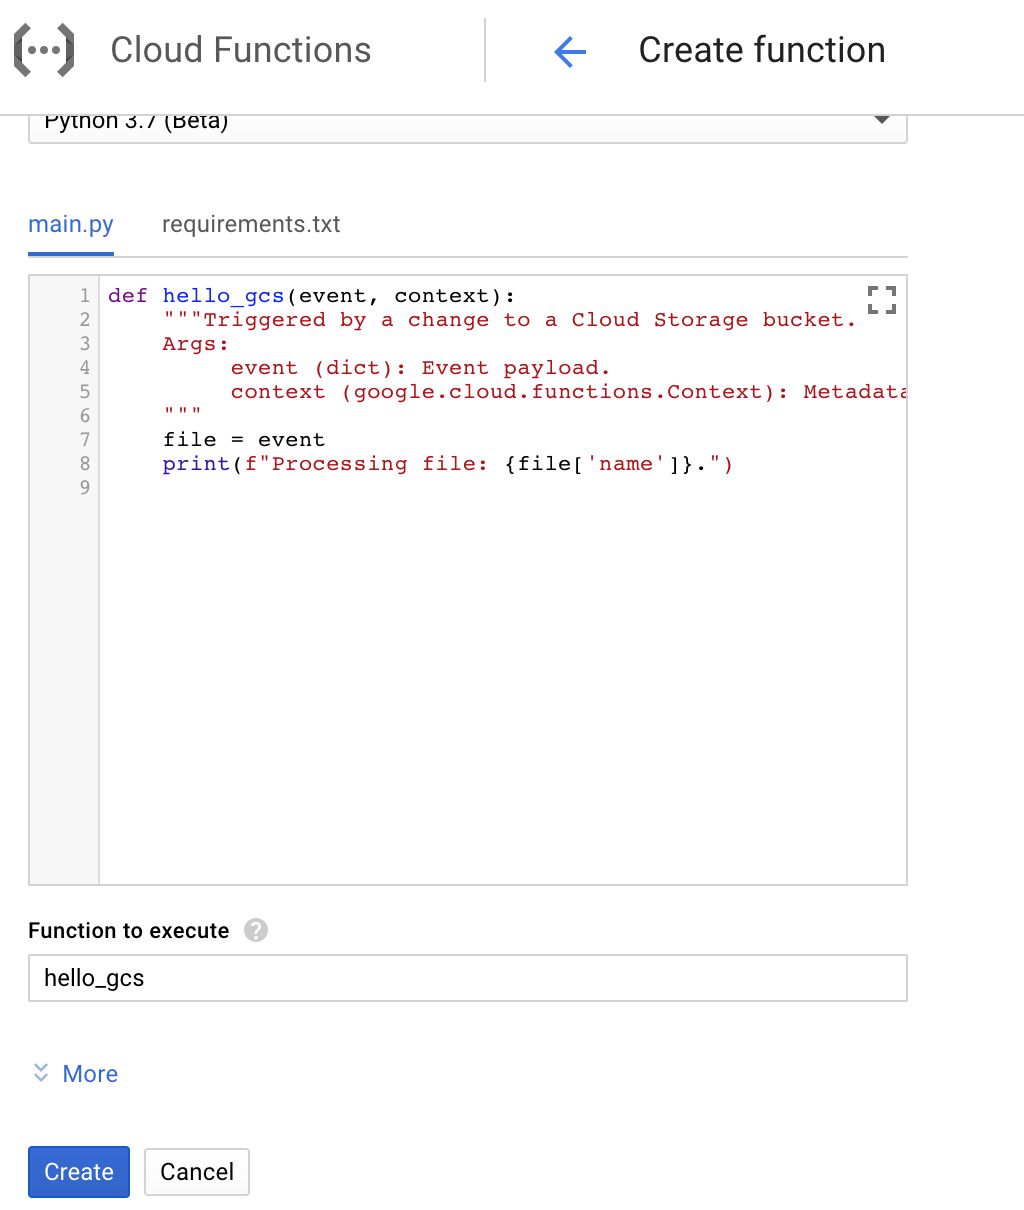 Cloud Functions
Create function
Python 3.7 (Beta)
main.py
requirements.txt
1 def hello_gcs(event, context):
2     """Triggered by a change to a Cloud Storage bucket.
3     Args:
4          event (dict): Event payload.
5          context (google.cloud.functions.Context): Metadata
6     """
7     file = event
8     print(f"Processing file: {file['name']}.")
9
Function to execute ?
hello_gcs
More
Create
Cancel